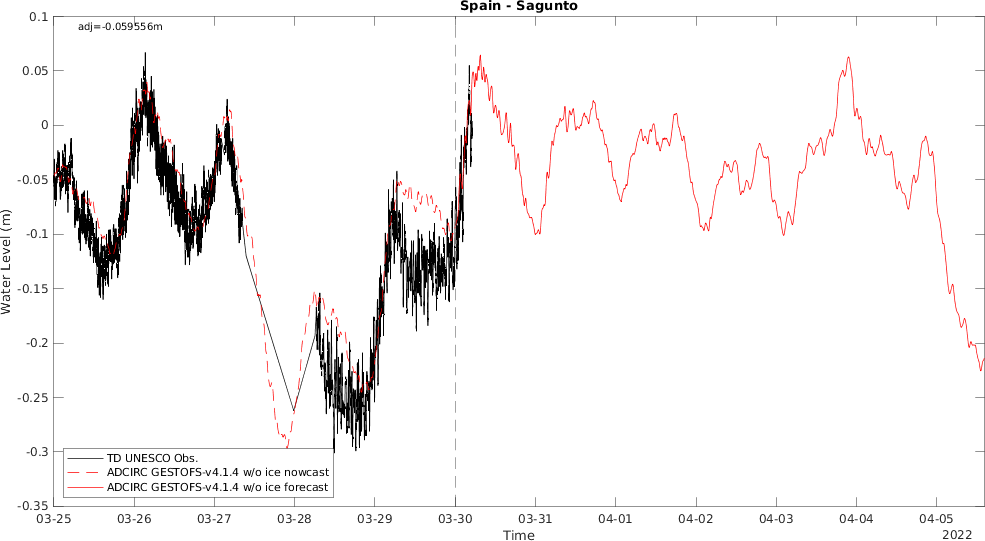 Spain - Sagunto
adj=-0.059556m
0.1
0.05
0
-0.05
-0.1
-0.15
-0.2
-0.25
-0.3
-0.35
Water Level (m)
TD UNESCO Obs.
ADCIRC GESTOFS-v4.1.4 w/o ice nowcast
ADCIRC GESTOFS-v4.1.4 w/o ice forecast
03-25 03-26 03-27 03-28 03-29 03-30 03-31 04-01 04-02 04-03 04-04 04-05
Time
2022